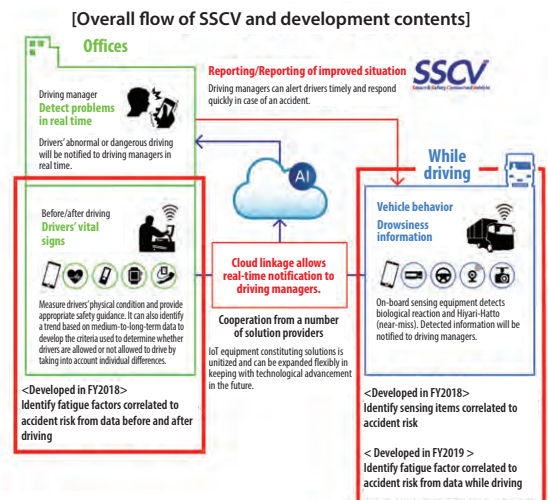 [Overall flow of SSCV and development contents]
Offices
Driving manager
Detect problems
in real time
Drivers' abnormal or dangerous driving
will be notified to driving managers in
real time.
Reporting/Reporting of improved situation
Driving managers can alert drivers timely and respond
quickly in case of an accident.
SSCV
AI
Before/after driving
Drivers' vital
signs
Measure drivers' physical condition and provide
appropriate safety guidance. It can also identify
a trend based on medium-to-long-term data to
develop the criteria used to determine whether
drivers are allowed or not allowed to drive by
taking into account individual differences.
<Developed in FY2018>
Identify fatigue factors correlated to
accident risk from data before and after
driving
Cloud linkage allows
real-time notification to
driving managers.
Cooperation from a number
of solution providers
IoT equipment constituting solutions is
unitized and can be expanded flexibly in
keeping with technological advancement
in the future.
While
driving
Vehicle behavior
Drowsiness
information
On-board sensing equipment detects
biological reaction and Hiyari-Hatto
(near-miss). Detected information will be
notified to driving managers.
<Developed in FY2018>
Identify sensing items correlated to
accident risk
< Developed in FY2019 >
Identify fatigue factor correlated to
accident risk from data while driving